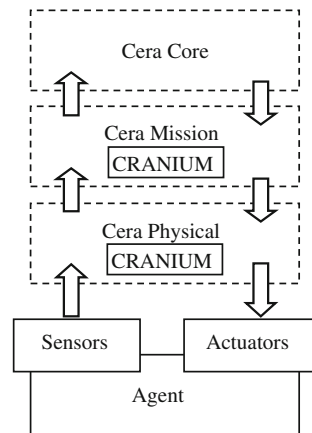 Cera Core
Cera Mission
CRANIUM
Cera Physical
CRANIUM
Sensors
Actuators
Agent